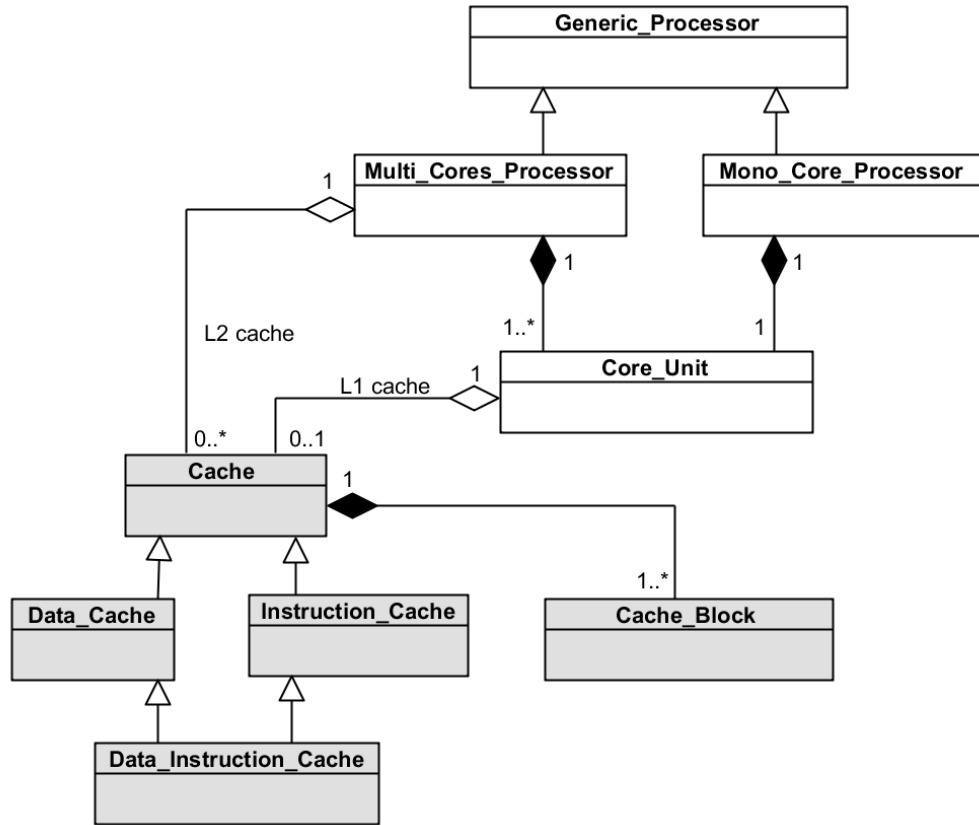 Generic_Processor
Multi_Cores_Processor
Mono_Core_Processor
1
1
1
L2 cache
1..*
1
Core_Unit
L1 cache
1
0..*
0..1
Cache
1
1..*
Data_Cache
Instruction_Cache
Cache_Block
Data_Instruction_Cache